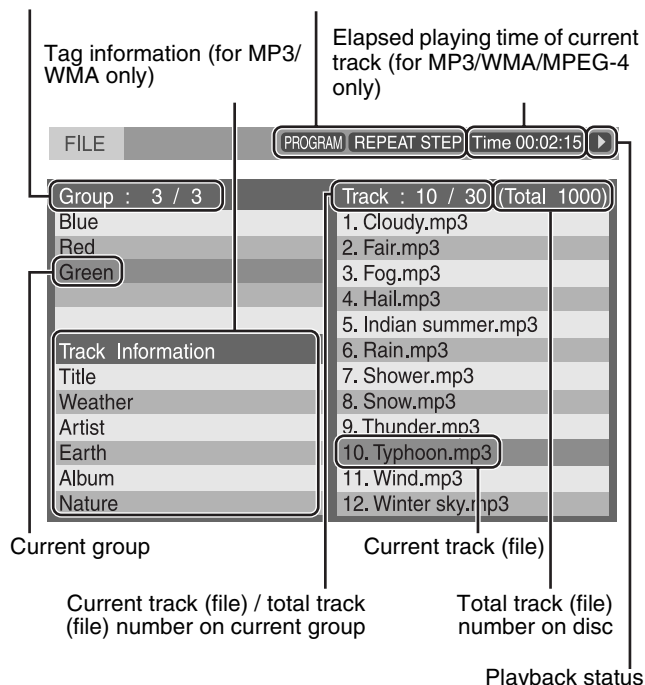 Tag information (for MP3/
WMA only)
Elapsed playing time of current
track (for MP3/WMA/MPEG-4
only)
FILE
PROGRAM REPEAT STEP Time 00:02:15
Group : 3 / 3
Blue
Red
Green
Track Information
Title
Weather
Artist
Earth
Album
Nature
Track : 10 / 30 (Total 1000)
1. Cloudy.mp3
2. Fair.mp3
3. Fog.mp3
4. Hail.mp3
5. Indian summer.mp3
6. Rain.mp3
7. Shower.mp3
8. Snow.mp3
9. Thunder.mp3
10. Typhoon.mp3
11. Wind.mp3
12. Winter sky.mp3
Current group
Current track (file)
Current track (file) / total track
(file) number on current group
Total track (file)
number on disc
Playback status